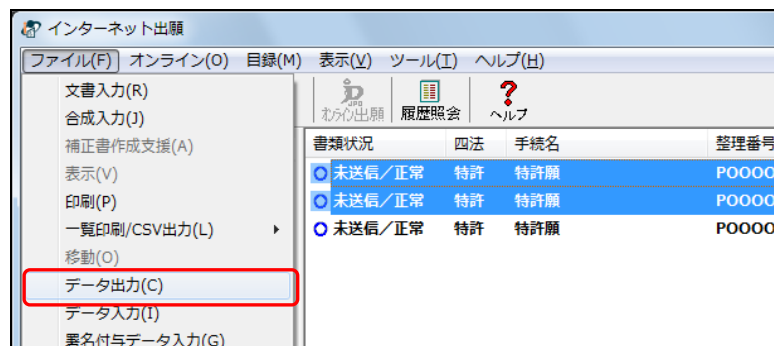 インターネット出願
ファイル(F) オンライン(O) 目録(M) 表示(V) ツール(T) ヘルプ(H)
文書入力(R)
合成入力(J)
補正書作成支援(A)
表示(V)
印刷(P)
一覧印刷/CSV出力(L)
移動(O)
データ出力(C)
データ入力(I)
署名付与データ入力(G)
JPO
オンライン出願 履歴照会 ヘルプ
書類状況 四法 手続名 整理番号
未送信/正常 特許 特許願 P0000
未送信/正常 特許 特許願 P0000
未送信/正常 特許 特許願 P0000